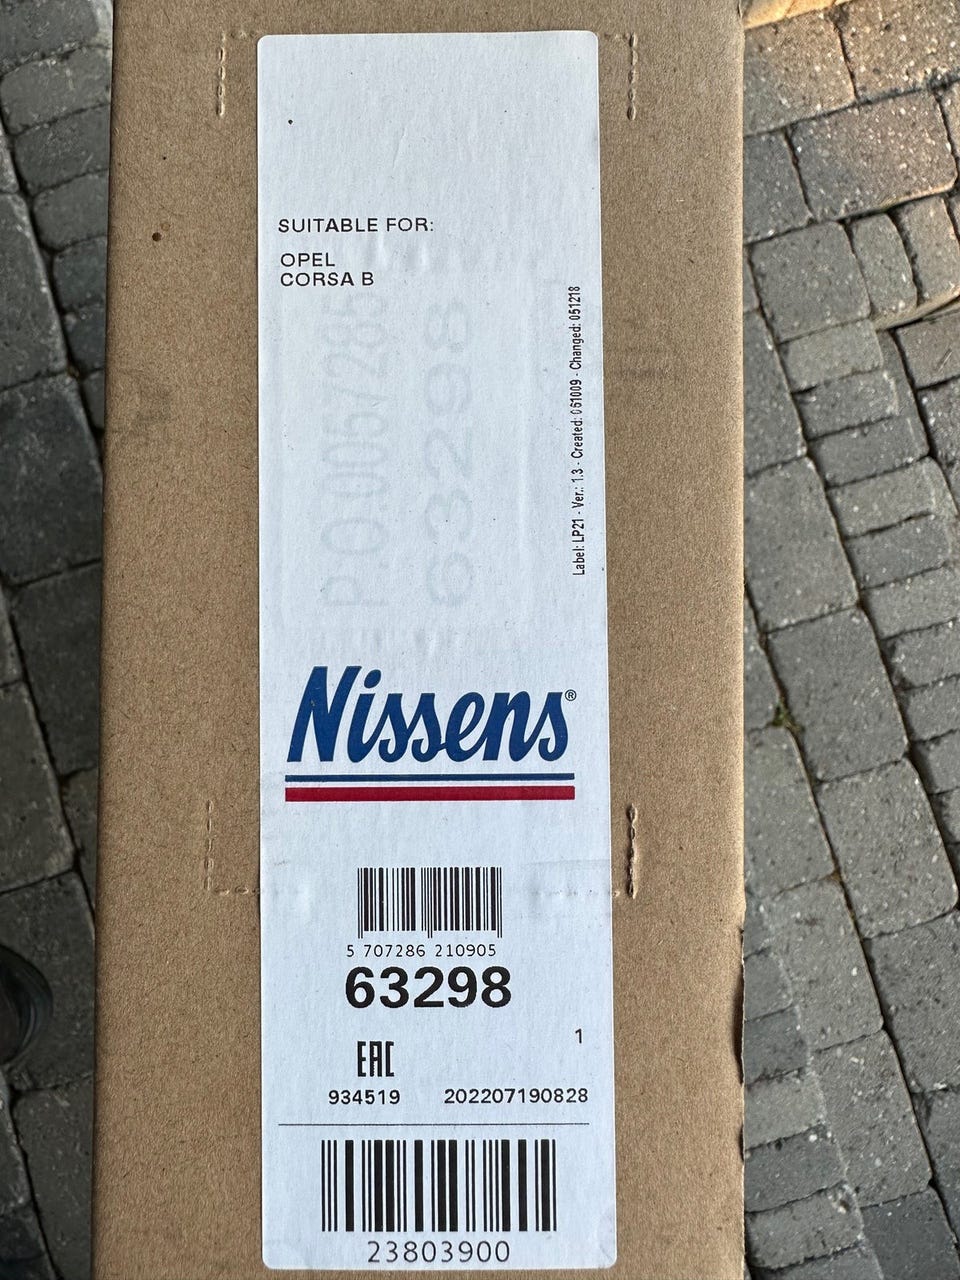 SUITABLE FOR:
OPEL
CORSA B
Label: LP21 - Ver.: 1.3 - Created: 061009 - Changed: 051218
63298
Nissens®
5 707286 210905
63298
1
EAC
934519 202207190828
23803900